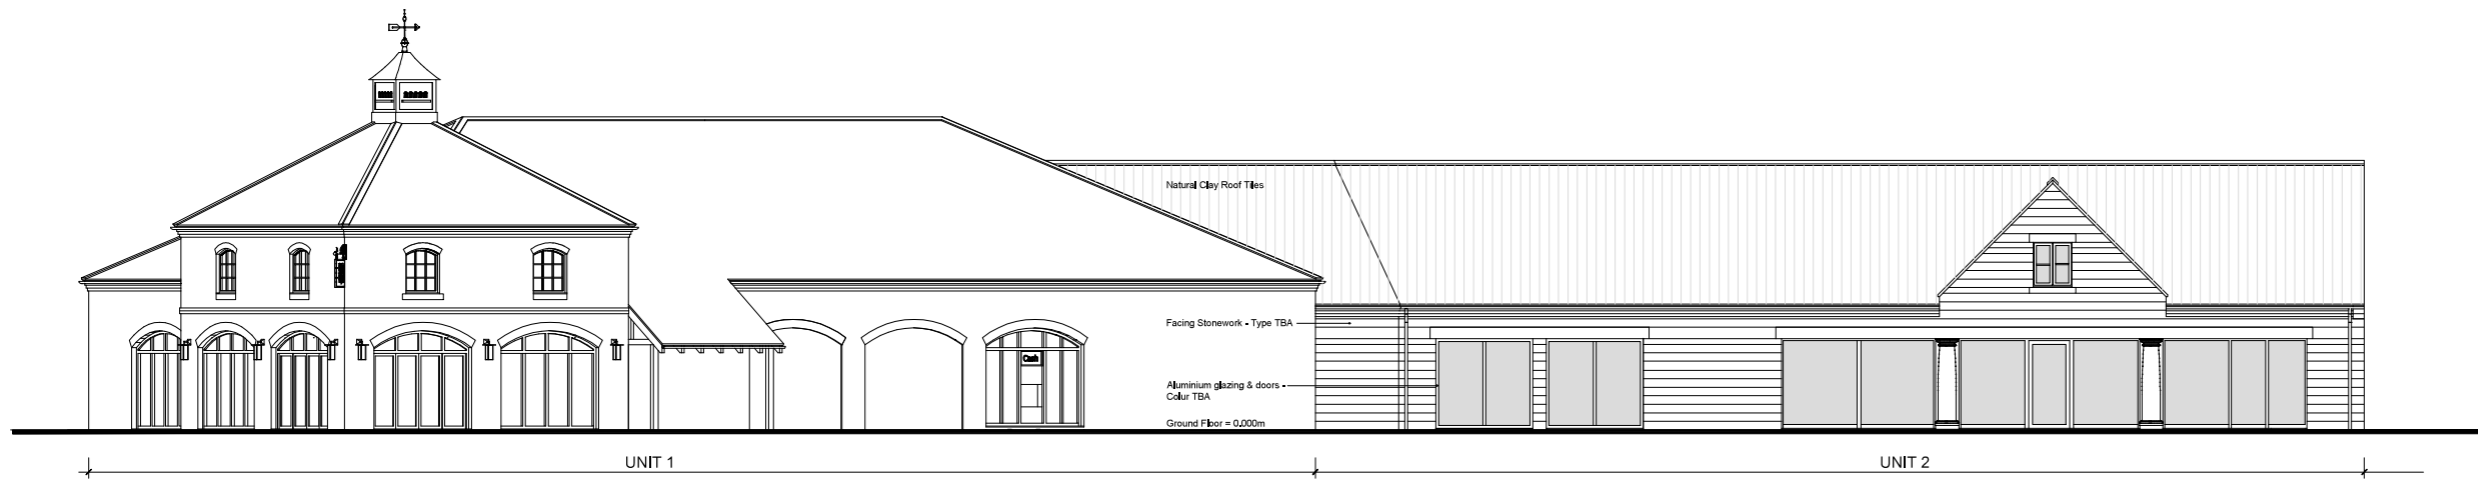 Natural Clay Roof Tiles
Facing Stonework - Type TBA
Cash
Aluminium glazing & doors -
Colur TBA
Ground Floor = 0.000m
UNIT 1
UNIT 2